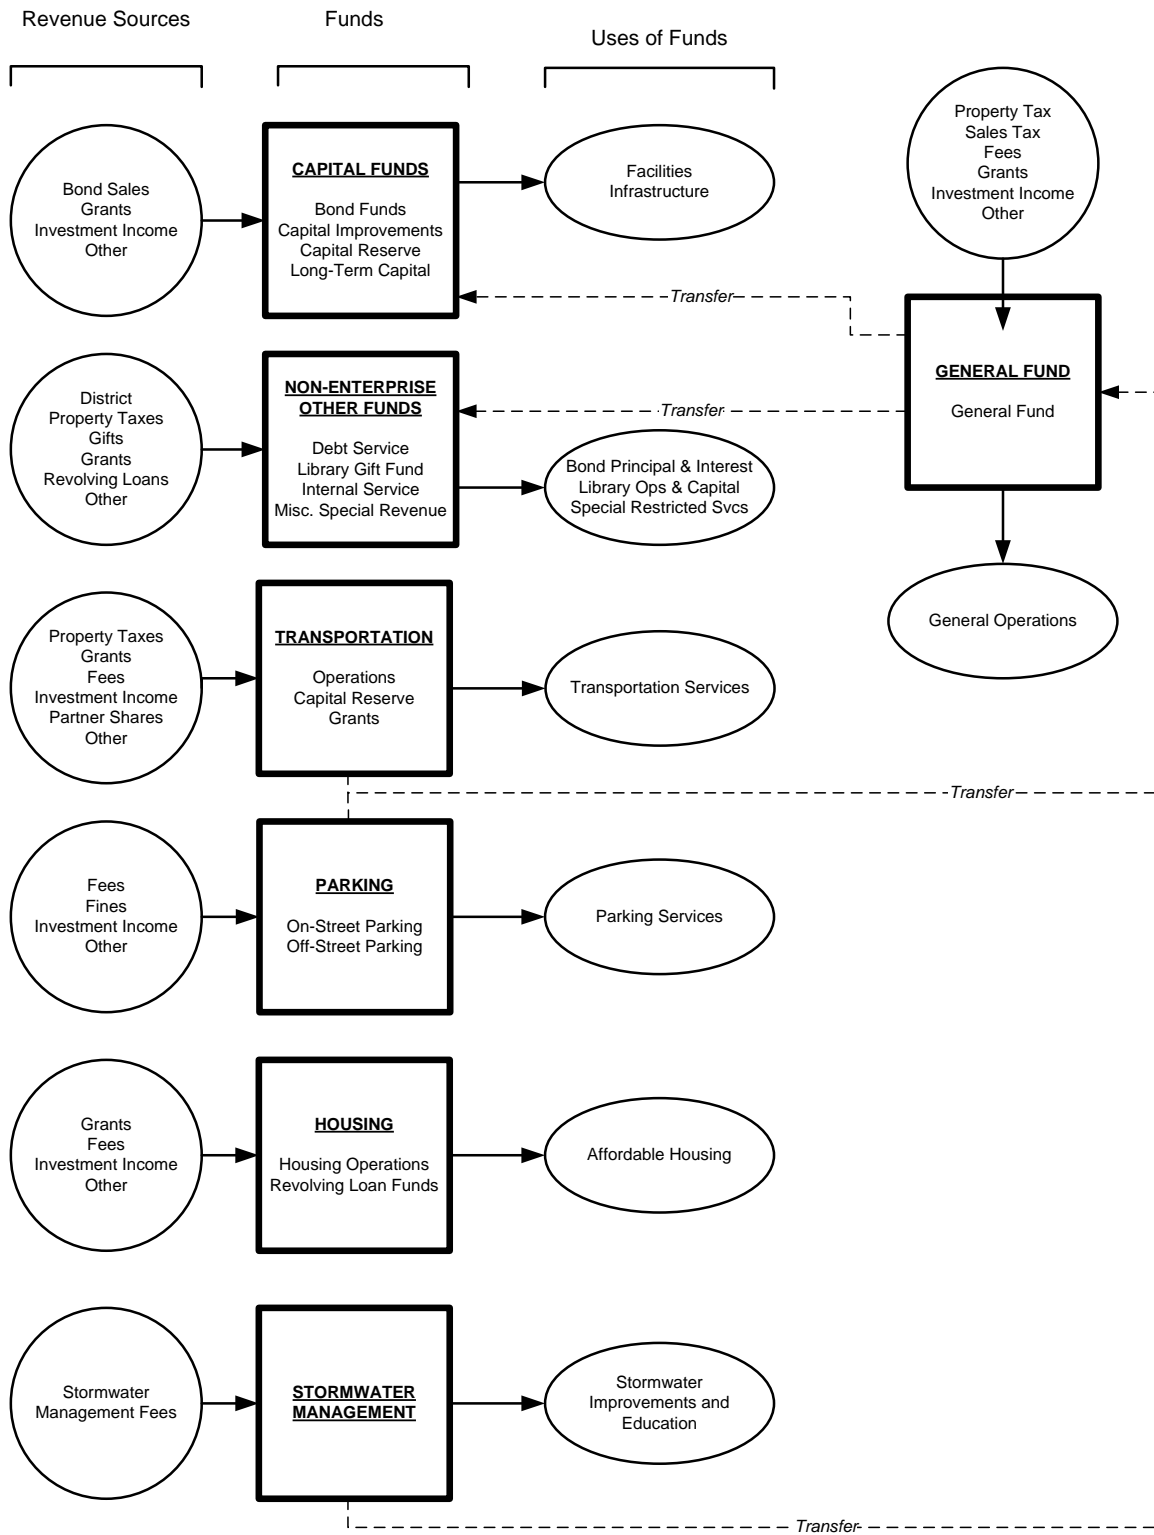 Revenue Sources
Funds
Uses of Funds
Property Tax
Sales Tax
Fees
Grants
Investment Income
Other
Bond Sales
Grants
Investment Income
Other
CAPITAL FUNDS
Bond Funds
Capital Improvements
Capital Reserve
Long-Term Capital
Facilities
Infrastructure
Transfer
GENERAL FUND
General Fund
District
Property Taxes
Gifts
Grants
Revolving Loans
Other
NON-ENTERPRISE
OTHER FUNDS
Debt Service
Library Gift Fund
Internal Service
Misc. Special Revenue
Transfer
Bond Principal & Interest
Library Ops & Capital
Special Restricted Svcs
General Operations
Property Taxes
Grants
Fees
Investment Income
Partner Shares
Other
TRANSPORTATION
Operations
Capital Reserve
Grants
Transportation Services
Transfer
Fees
Fines
Investment Income
Other
PARKING
On-Street Parking
Off-Street Parking
Parking Services
Grants
Fees
Investment Income
Other
HOUSING
Housing Operations
Revolving Loan Funds
Affordable Housing
Stormwater
Management Fees
STORMWATER
MANAGEMENT
Stormwater
Improvements and
Education
Transfer